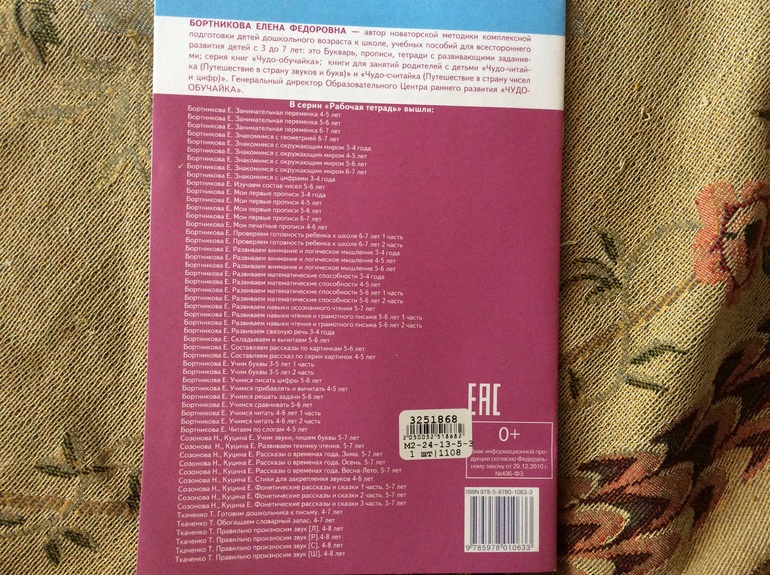 БОРТНИКОВА ЕЛЕНА ФЕДОРОВНА — автор новаторской методики комплексной
подготовки детей дошкольного возраста к школе, учебных пособий для всестороннего
развития детей с 3 до 7 лет: это Букварь, прописи, тетради с развивающими заданиями;
серия книг «Чудо-обучайка»; книги для занятий родителей с детьми «Чудо-читай-
ка (Путешествие в страну звуков и букв)» и «Чудо-считайка (Путешествие в страну чисел
и цифр)». Генеральный директор Образовательного Центра раннего развития «ЧУДО-
ОБУЧАЙКА».
В серии «Рабочая тетрадь» вышли:
Бортникова Е. Занимательная переменка 4-5 лет
Бортникова Е. Занимательная переменка 5-6 лет
Бортникова Е. Занимательная переменка 6-7 лет
Бортникова Е. Знакомимся с геометрией 6-7 лет
Бортникова Е. Знакомимся с окружающим миром 3-4 года
Бортникова Е. Знакомимся с окружающим миром 4-5 лет
Бортникова Е. Знакомимся с окружающим миром 5-6 лет
✓ Бортникова Е. Знакомимся с окружающим миром 6-7 лет
Бортникова Е. Знакомимся с цифрами 3-4 года
Бортникова Е. Изучаем состав чисел 5-6 лет
Бортникова Е. Мои первые прописи 3-4 года
Бортникова Е. Мои первые прописи 4-5 лет
Бортникова Е. Мои первые прописи 5-6 лет
Бортникова Е. Мои первые прописи 6-7 лет
Бортникова Е. Мои печатные прописи 4-6 лет
Бортникова Е. Проверяем готовность ребенка к школе 6-7 лет 1 часть
Бортникова Е. Проверяем готовность ребенка к школе 6-7 лет 2 часть
Бортникова Е. Развиваем внимание и логическое мышление 3-4 года
Бортникова Е. Развиваем внимание и логическое мышление 4-5 лет
Бортникова Е. Развиваем внимание и логическое мышление 5-6 лет
Бортникова Е. Развиваем математические способности 3-4 года
Бортникова Е. Развиваем математические способности 4-5 лет
Бортникова Е. Развиваем математические способности 5-6 лет 1 часть
Бортникова Е. Развиваем математические способности 5-6 лет 2 часть
Бортникова Е. Развиваем навыки осознанного чтения 5-7 лет
Бортникова Е. Развиваем навыки чтения и грамотного письма 5-6 лет 1 часть
Бортникова Е. Развиваем навыки чтения и грамотного письма 5-6 лет 2 часть
Бортникова Е. Развиваем связную речь 3-4 года
Бортникова Е. Складываем и вычитаем 5-6 лет
Бортникова Е. Составляем рассказы по картинкам 5-6 лет
Бортникова Е. Составляем рассказ по серии картинок 4-5 лет
Бортникова Е. Учим буквы 3-5 лет 1 часть
Бортникова Е. Учим буквы 3-5 лет 2 часть
Бортникова Е. Учимся писать цифры 5-6 лет
Бортникова Е. Учимся прибавлять и вычитать 4-5 лет
Бортникова Е. Учимся решать задачи 5-6 лет
Бортникова Е. Учимся сравнивать 5-6 лет
Бортникова Е. Учимся читать 4-6 лет 1 часть
Бортникова Е. Учимся читать 4-6 лет 2 часть
Бортникова Е. Читаем по слогам 4-5 лет
Созонова Н., Куцина Е. Учим звуки, пишем буквы 5-7 лет
Созонова Н., Куцина Е. Развиваем технику чтения. 5-7 лет
Созонова Н., Куцина Е. Рассказы о временах года. Зима. 5-7 лет
Созонова Н., Куцина Е. Рассказы о временах года. Осень. 5-7 лет
Созонова Н., Куцина Е. Рассказы о временах года. Весна-Лето. 5-7 лет
Созонова Н., Куцина Е. Стихи для закрепления звуков 4-6 лет
Созонова Н., Куцина Е. Фонетические рассказы и сказки 1 часть. 5-7 лет
Созонова Н., Куцина Е. Фонетические рассказы и сказки 2 часть. 5-7 лет
Созонова Н., Куцина Е. Фонетические рассказы и сказки 3 часть. 5-7 лет
Ткаченко Т. Готовим дошкольника к письму. 4-7 лет
Ткаченко Т. Обогащаем словарный запас. 4-7 лет
Ткаченко Т. Правильно произносим звук [Л]. 4-8 лет
Ткаченко Т. Правильно произносим звук [Р].4-8 лет
Ткаченко Т. Правильно произносим звук [С]. 4-8 лет
Ткаченко Т. Правильно произносим звук [Ш]. 4-8 лет
EAC
3251868
2 050032 518682
М2-24-13-5-3
1 шт|1108
0+
знак информационной про-
дукции согласно Федераль-
ному закону от 29.12.2010 г.
№436-ФЗ
ISBN 978-5-9780-1063-3
9 785978 010633